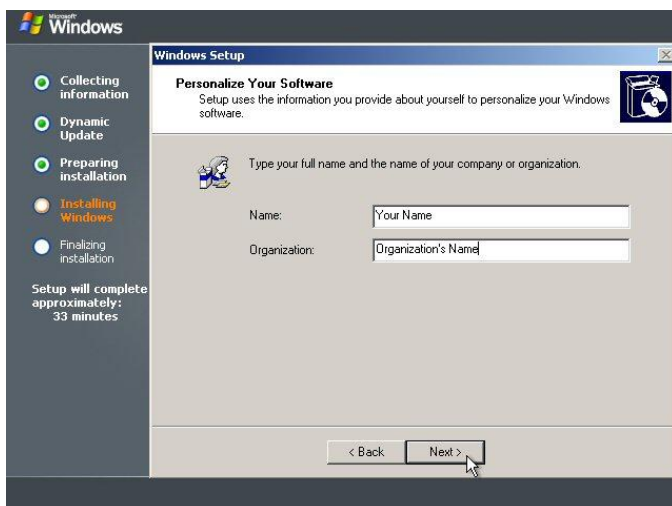 Microsoft
Windows
Collecting
information
Dynamic
Update
Preparing
installation
Installing
Windows
Finalizing
installation
Setup will complete
approximately:
33 minutes
Windows Setup
Personalize Your Software
Setup uses the information you provide about yourself to personalize your Windows
software.
Type your full name and the name of your company or organization.
Name:
Your Name
Organization:
Organization's Name
< Back
Next >